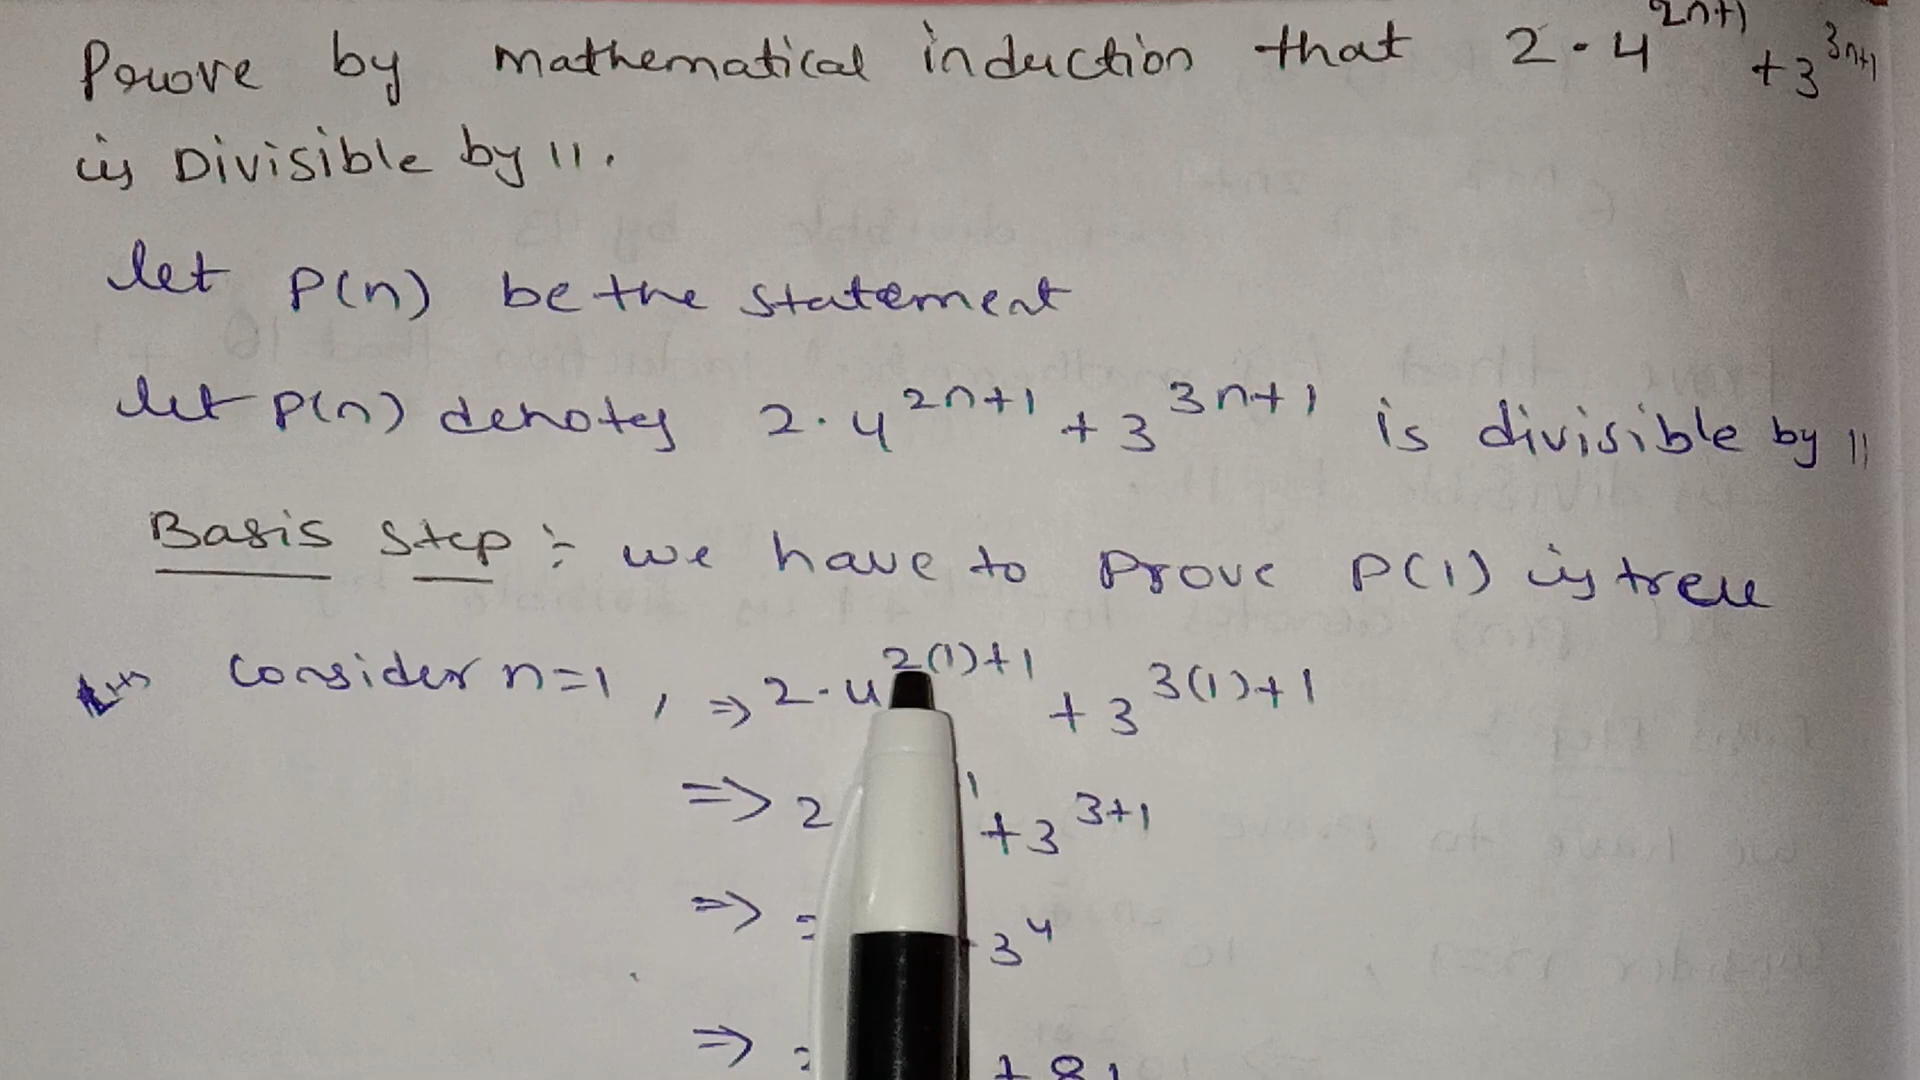 Prove by mathematical induction that 2·4^2n+1 + 3^3n+1
is Divisible by 11.
let P(n) be the statement
let P(n) denotes 2·4^2n+1 + 3^3n+1 is divisible by 11
Basis Step :- we have to Prove P(1) is true
Consider n=1, => 2·4^2(1)+1 + 3^3(1)+1
=> 2 1 + 3^3+1
=> 3^4
=> + 81